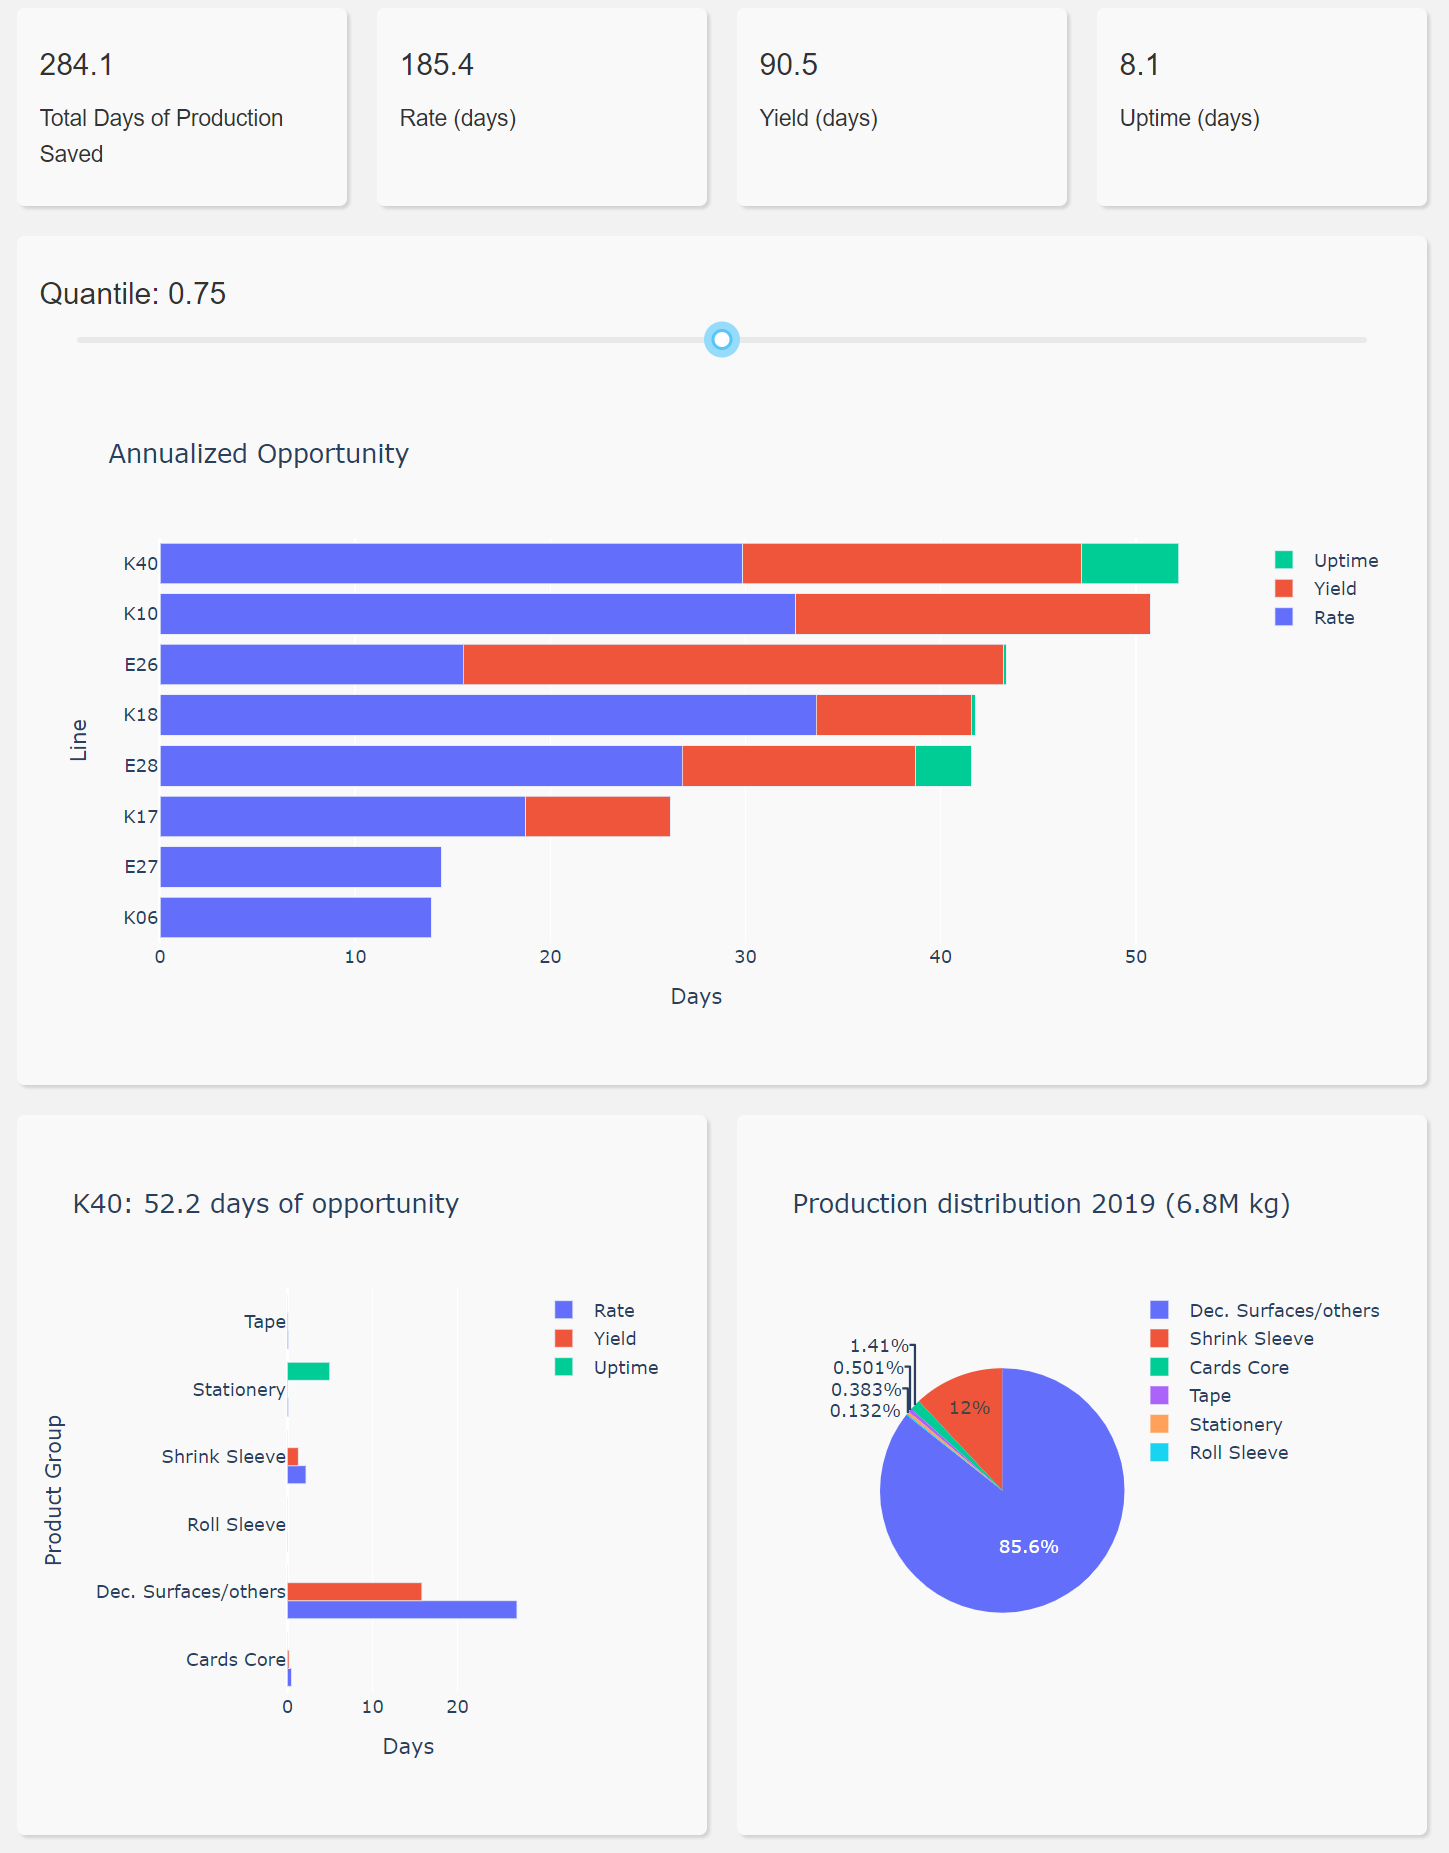 284.1
Total Days of Production
Saved
185.4
Rate (days)
90.5
Yield (days)
8.1
Uptime (days)
Quantile: 0.75
Annualized Opportunity
Line
K40
K10
E26
K18
E28
K17
E27
K06
0 10 20 30 40 50
Days
Uptime
Yield
Rate
K40: 52.2 days of opportunity
Product Group
Tape
Stationery
Shrink Sleeve
Roll Sleeve
Dec. Surfaces/others
Cards Core
0 10 20
Days
Rate
Yield
Uptime
Production distribution 2019 (6.8M kg)
1.41%
0.501%
0.383%
0.132%
12%
85.6%
Dec. Surfaces/others
Shrink Sleeve
Cards Core
Tape
Stationery
Roll Sleeve